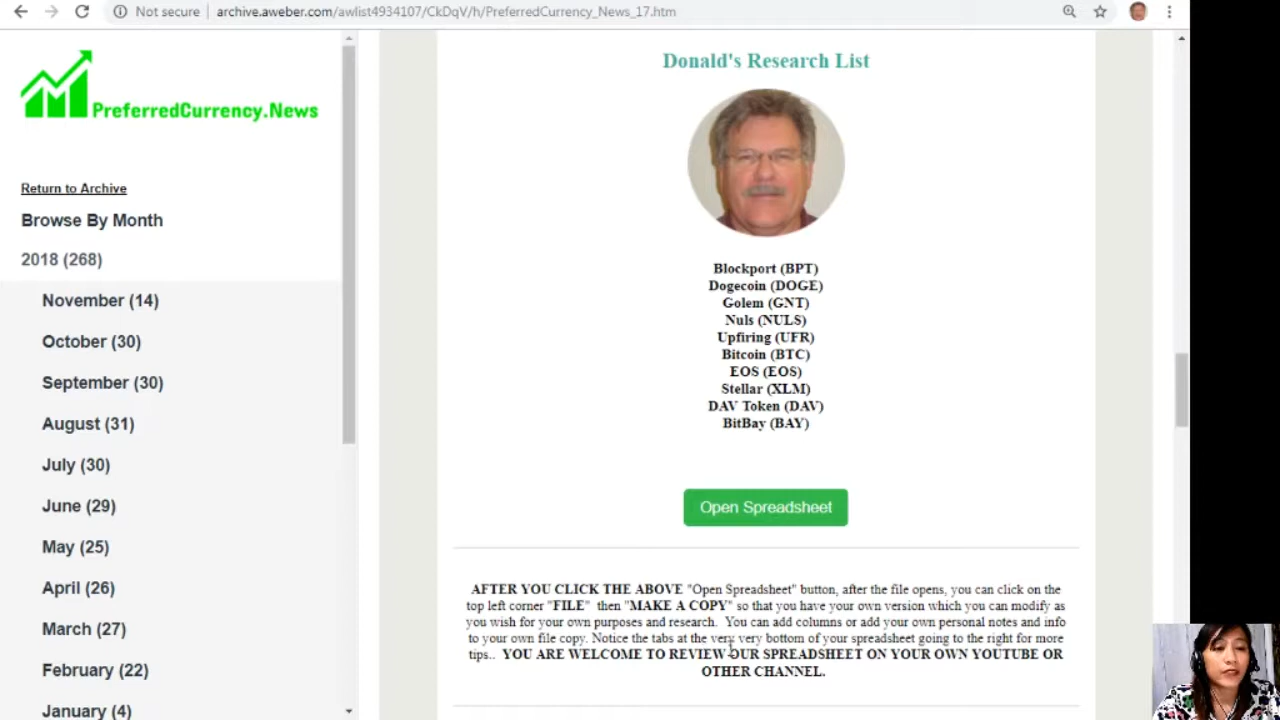 Not secure
archive.aweber.com/awlist4934107/CkDqV/h/PreferredCurrency_News_17.htm
PreferredCurrency.News
Return to Archive
Browse By Month
2018 (268)
November (14)
October (30)
September (30)
August (31)
July (30)
June (29)
May (25)
April (26)
March (27)
February (22)
January (4)
Donald's Research List
Blockport (BPT)
Dogecoin (DOGE)
Golem (GNT)
Nuls (NULS)
Upfiring (UFR)
Bitcoin (BTC)
EOS (EOS)
Stellar (XLM)
DAV Token (DAV)
BitBay (BAY)
Open Spreadsheet
AFTER YOU CLICK THE ABOVE "Open Spreadsheet" button, after the file opens, you can click on the
top left corner "FILE" then "MAKE A COPY" so that you have your own version which you can modify as
you wish for your own purposes and research. You can add columns or add your own personal notes and info
to your own file copy. Notice the tabs at the very very bottom of your spreadsheet going to the right for more
tips.. YOU ARE WELCOME TO REVIEW OUR SPREADSHEET ON YOUR OWN YOUTUBE OR
OTHER CHANNEL.